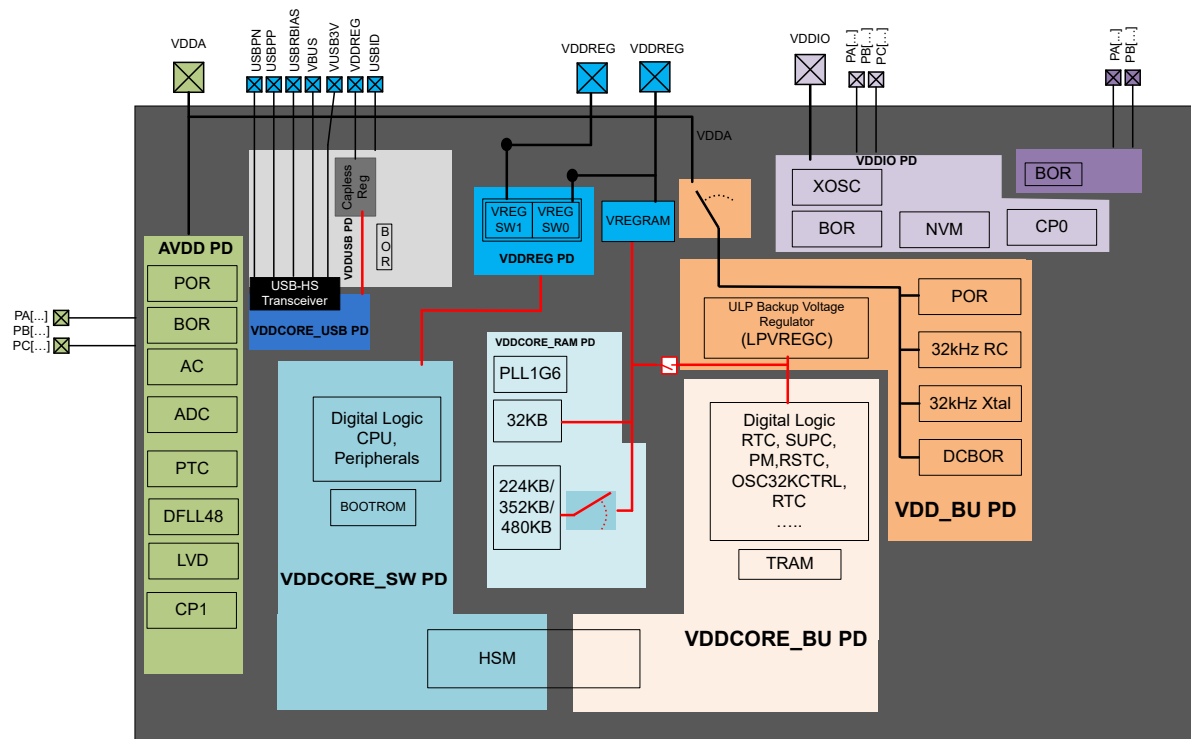 VDDA
USBPN
USBPP
USBRBIAS
VBUS
VUSB3V
VDDREG
USBID
VDDREG
VDDREG
VDDIO
PA[...]
PB[...]
PC[...]
PA[...]
PB[...]
VDDA
Capless
Reg
VDDUSB PD
BOR
USB-HS
Transceiver
VDDCORE_USB PD
VREG
SW1
VREG
SW0
VDDREG PD
VREGRAM
VDDIO PD
XOSC
BOR
NVM
CP0
BOR
AVDD PD
POR
BOR
AC
ADC
PTC
DFLL48
LVD
CP1
PA[...]
PB[...]
PC[...]
ULP Backup Voltage
Regulator
(LPVREGC)
POR
32kHz RC
32kHz Xtal
DCBOR
VDD_BU PD
VDDCORE_RAM PD
PLL1G6
32KB
224KB/
352KB/
480KB
Digital Logic
CPU,
Peripherals
BOOTROM
VDDCORE_SW PD
Digital Logic
RTC, SUPC,
PM,RSTC,
OSC32KCTRL,
RTC
.....
TRAM
VDDCORE_BU PD
HSM